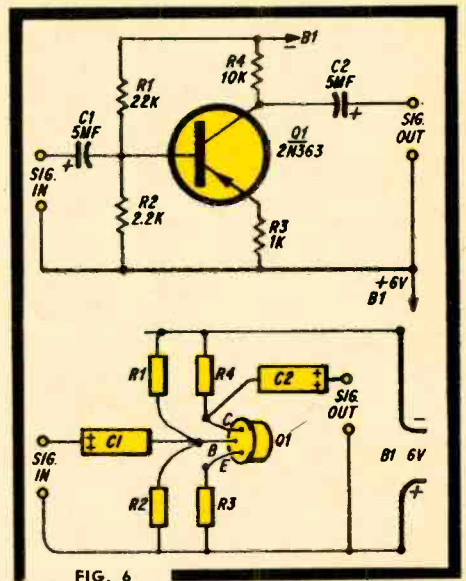 B1
−
R4
10K
C2
5MF
+
R1
22K
C1
5MF
+
Q1
2N363
SIG.
IN
SIG.
OUT
R2
2.2K
R3
1K
+6V
B1
R1
R4
C2
+
+
SIG.
OUT
C
Q1
B
E
−
B1 6V
+
C1
+
+
SIG.
IN
R2
R3
FIG. 6